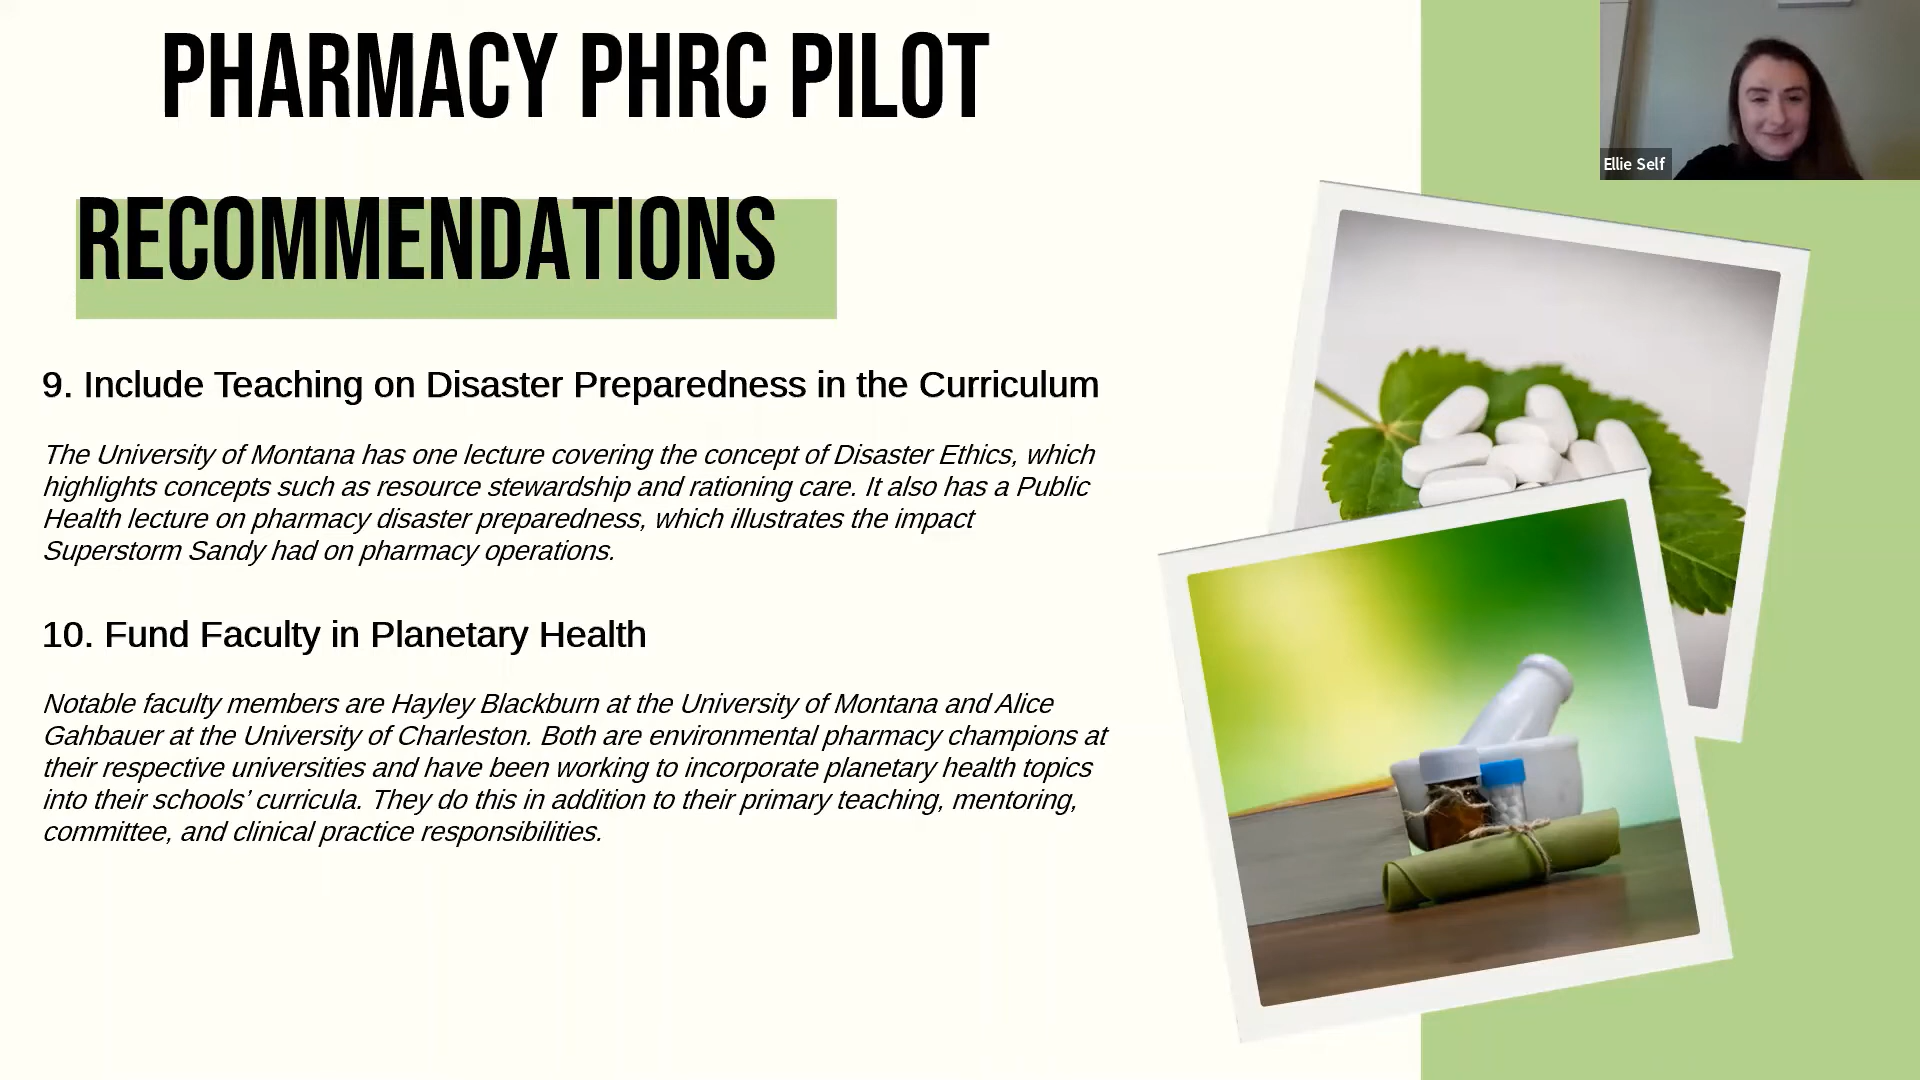 PHARMACY PHRC PILOT
RECOMMENDATIONS
Ellie Self
9. Include Teaching on Disaster Preparedness in the Curriculum
The University of Montana has one lecture covering the concept of Disaster Ethics, which
highlights concepts such as resource stewardship and rationing care. It also has a Public
Health lecture on pharmacy disaster preparedness, which illustrates the impact
Superstorm Sandy had on pharmacy operations.
10. Fund Faculty in Planetary Health
Notable faculty members are Hayley Blackburn at the University of Montana and Alice
Gahbauer at the University of Charleston. Both are environmental pharmacy champions at
their respective universities and have been working to incorporate planetary health topics
into their schools’ curricula. They do this in addition to their primary teaching, mentoring,
committee, and clinical practice responsibilities.